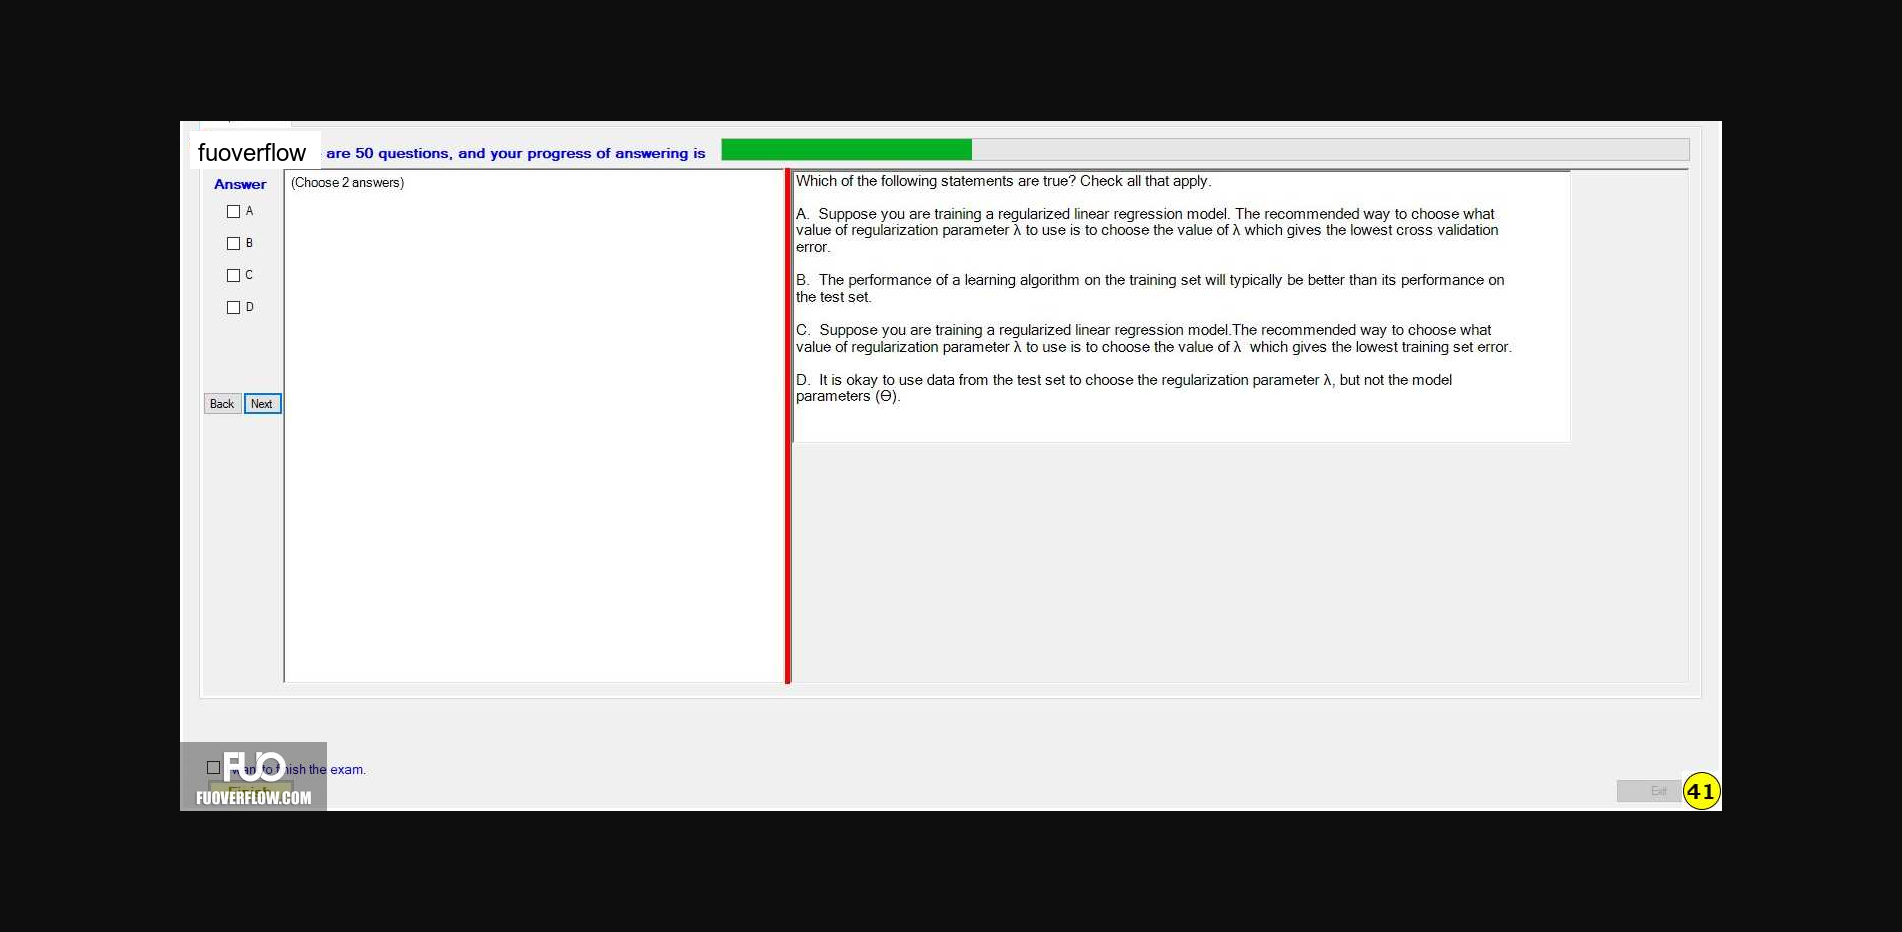 fuoverflow are 50 questions, and your progress of answering is
Answer
(Choose 2 answers)
A
B
C
D
Back Next
Which of the following statements are true? Check all that apply.
A. Suppose you are training a regularized linear regression model. The recommended way to choose what
value of regularization parameter λ to use is to choose the value of λ which gives the lowest cross validation
error.
B. The performance of a learning algorithm on the training set will typically be better than its performance on
the test set.
C. Suppose you are training a regularized linear regression model.The recommended way to choose what
value of regularization parameter λ to use is to choose the value of λ which gives the lowest training set error.
D. It is okay to use data from the test set to choose the regularization parameter λ, but not the model
parameters (Θ).
FUO
want to finish the exam.
Finish
FUOVERFLOW.COM
Exit
41